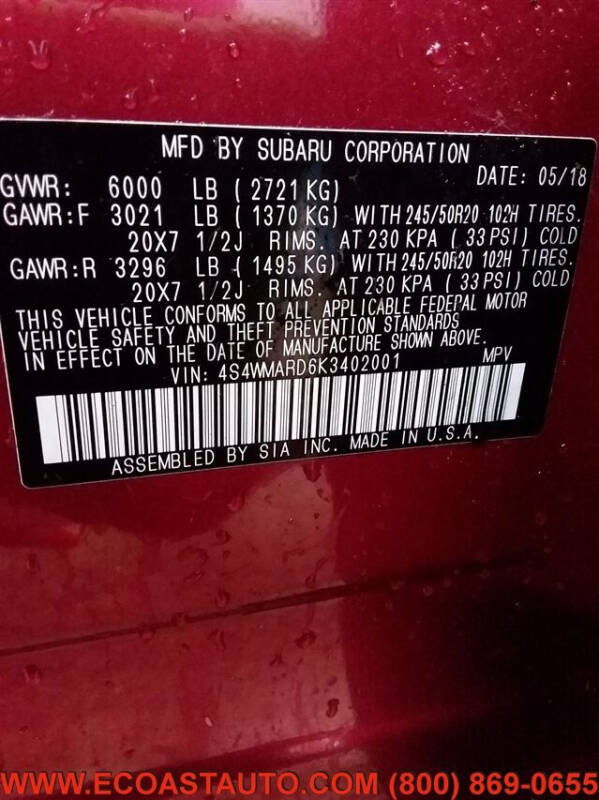 MFD BY SUBARU CORPORATION
DATE: 05/18
GVWR: 6000 LB ( 2721 KG)
GAWR:F 3021 LB ( 1370 KG) WITH 245/50R20 102H TIRES.
20X7 1/2J RIMS. AT 230 KPA ( 33 PSI) COLD
GAWR:R 3296 LB ( 1495 KG) WITH 245/50R20 102H TIRES.
20X7 1/2J RIMS. AT 230 KPA ( 33 PSI) COLD
THIS VEHICLE CONFORMS TO ALL APPLICABLE FEDERAL MOTOR
VEHICLE SAFETY AND THEFT PREVENTION STANDARDS
IN EFFECT ON THE DATE OF MANUFACTURE SHOWN ABOVE.
VIN: 4S4WMARD6K3402001 MPV
ASSEMBLED BY SIA INC. MADE IN U.S.A.
WWW.ECOASTAUTO.COM (800) 869-0655